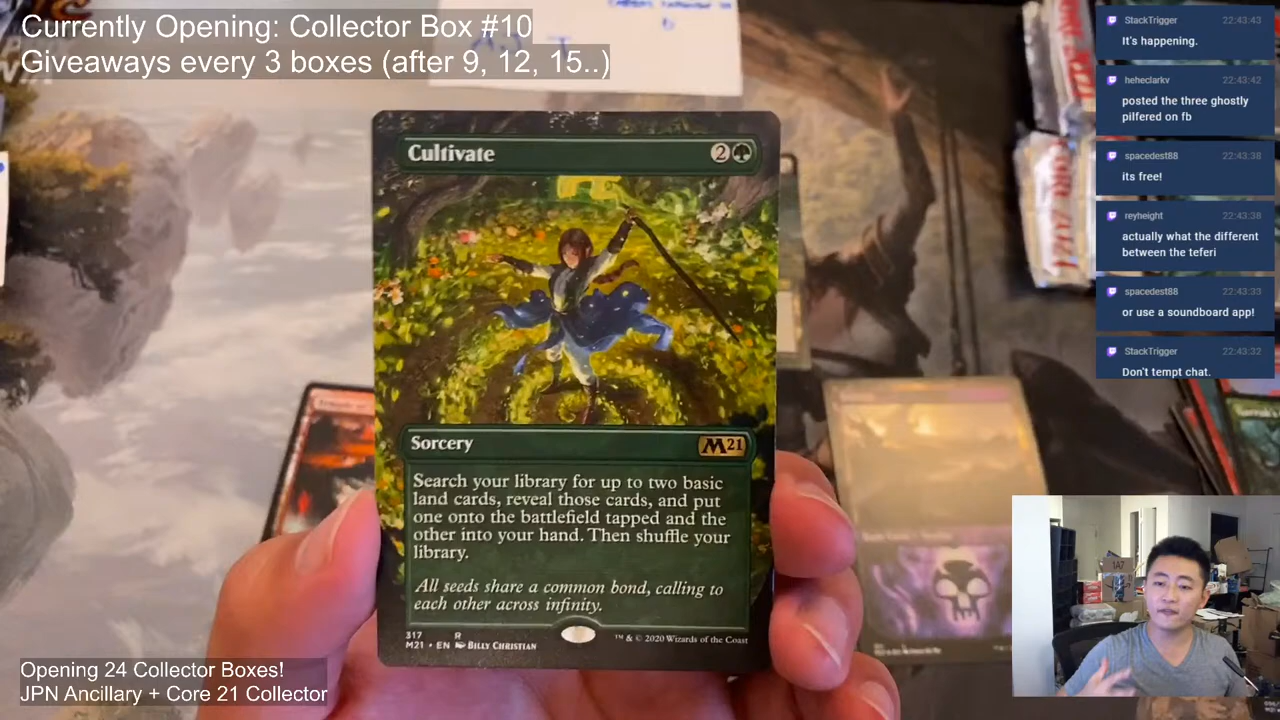 Currently Opening: Collector Box #10
Giveaways every 3 boxes (after 9, 12, 15..)
Cultivate
2
Sorcery
M21
Search your library for up to two basic
land cards, reveal those cards, and put
one onto the battlefield tapped and the
other into your hand. Then shuffle your
library.
All seeds share a common bond, calling to
each other across infinity.
317 R
M21 • EN BILLY CHRISTIAN
™ & © 2020 Wizards of the Coast
StackTrigger 22:43:43
It's happening.
heheclarkv 22:43:42
posted the three ghostly
pilfered on fb
spacedest88 22:43:38
its free!
reyheight 22:43:38
actually what the different
between the teferi
spacedest88 22:43:33
or use a soundboard app!
StackTrigger 22:43:32
Don't tempt chat.
1A7
Opening 24 Collector Boxes!
JPN Ancillary + Core 21 Collector